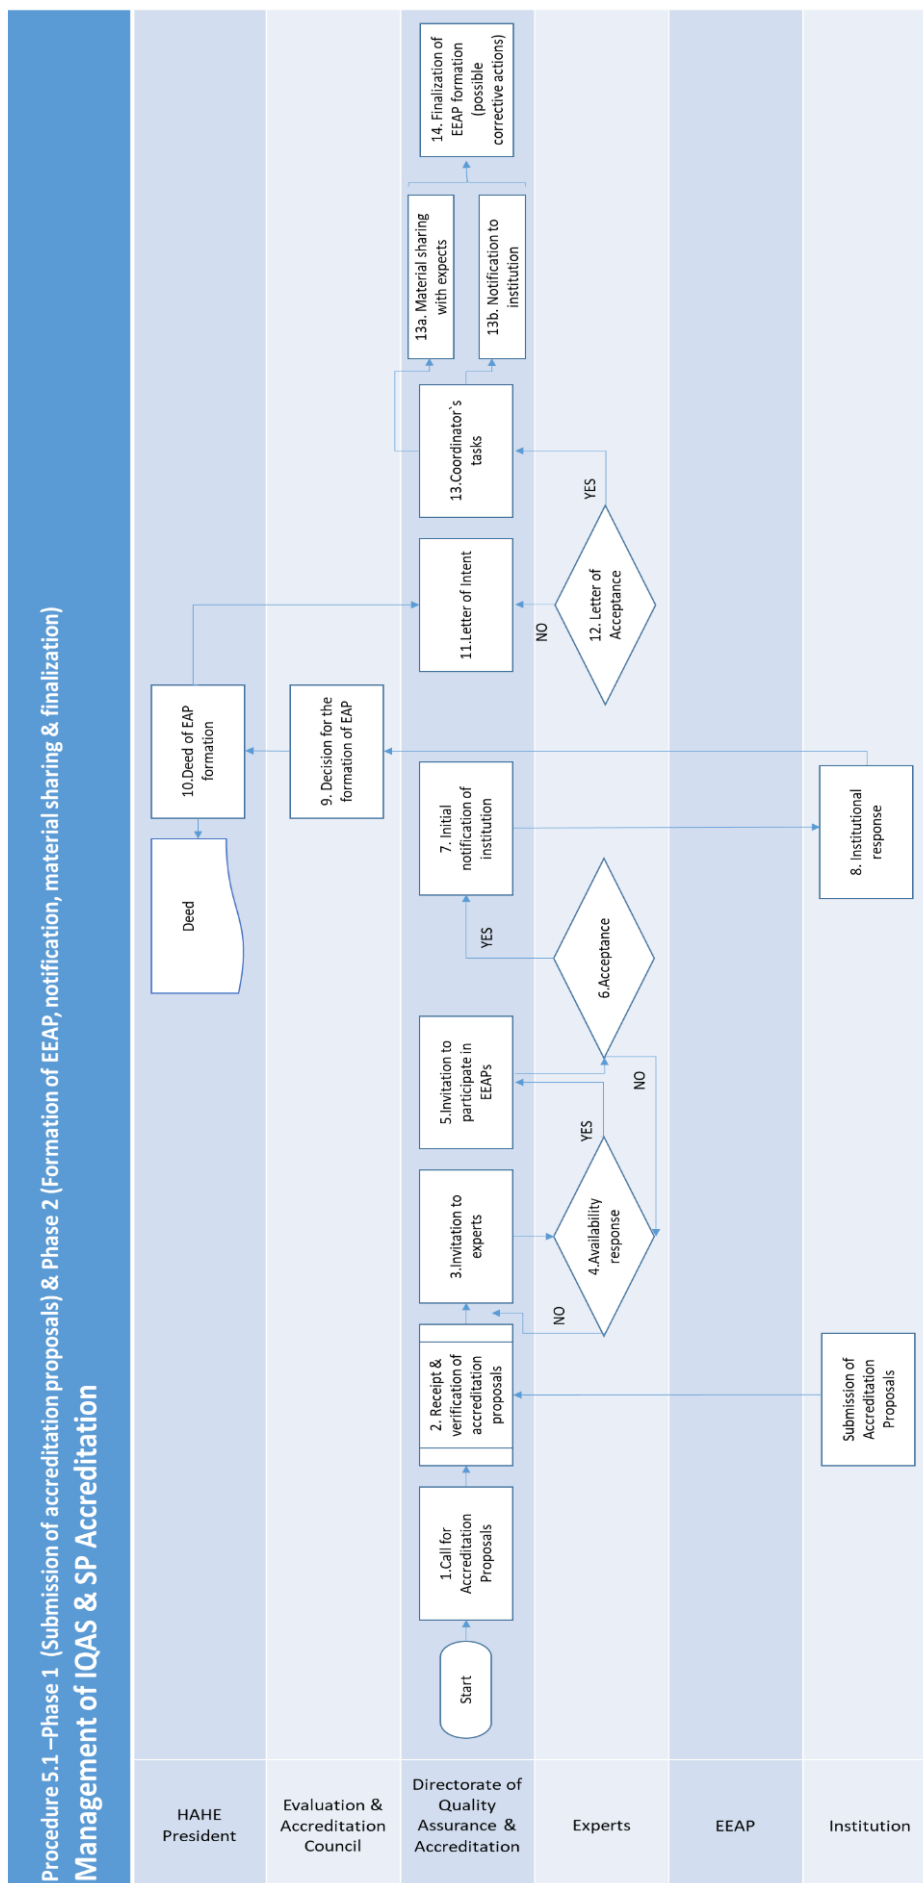 Procedure 5.1 –Phase 1 (Submission of accreditation proposals) & Phase 2 (Formation of EEAP, notification, material sharing & finalization)
Management of IQAS & SP Accreditation
HAHE
President
Deed
10.Deed of EAP
formation
Evaluation &
Accreditation
Council
9. Decision for the
formation of EAP
Directorate of
Quality
Assurance &
Accreditation
Start
1.Call for
Accreditation
Proposals
2. Receipt &
verification of
accreditation
proposals
3.Invitation to
experts
5.Invitation to
participate in
EEAPs
7. Initial
notification of
institution
11.Letter of Intent
13.Coordinator`s
tasks
13a. Material sharing
with expects
13b. Notification to
institution
14. Finalization of
EEAP formation
(possible
corrective actions)
Experts
NO
4.Availability
response
YES
NO
6.Acceptance
YES
NO
12. Letter of
Acceptance
YES
EEAP
Institution
Submission of
Accreditation
Proposals
8. Institutional
response